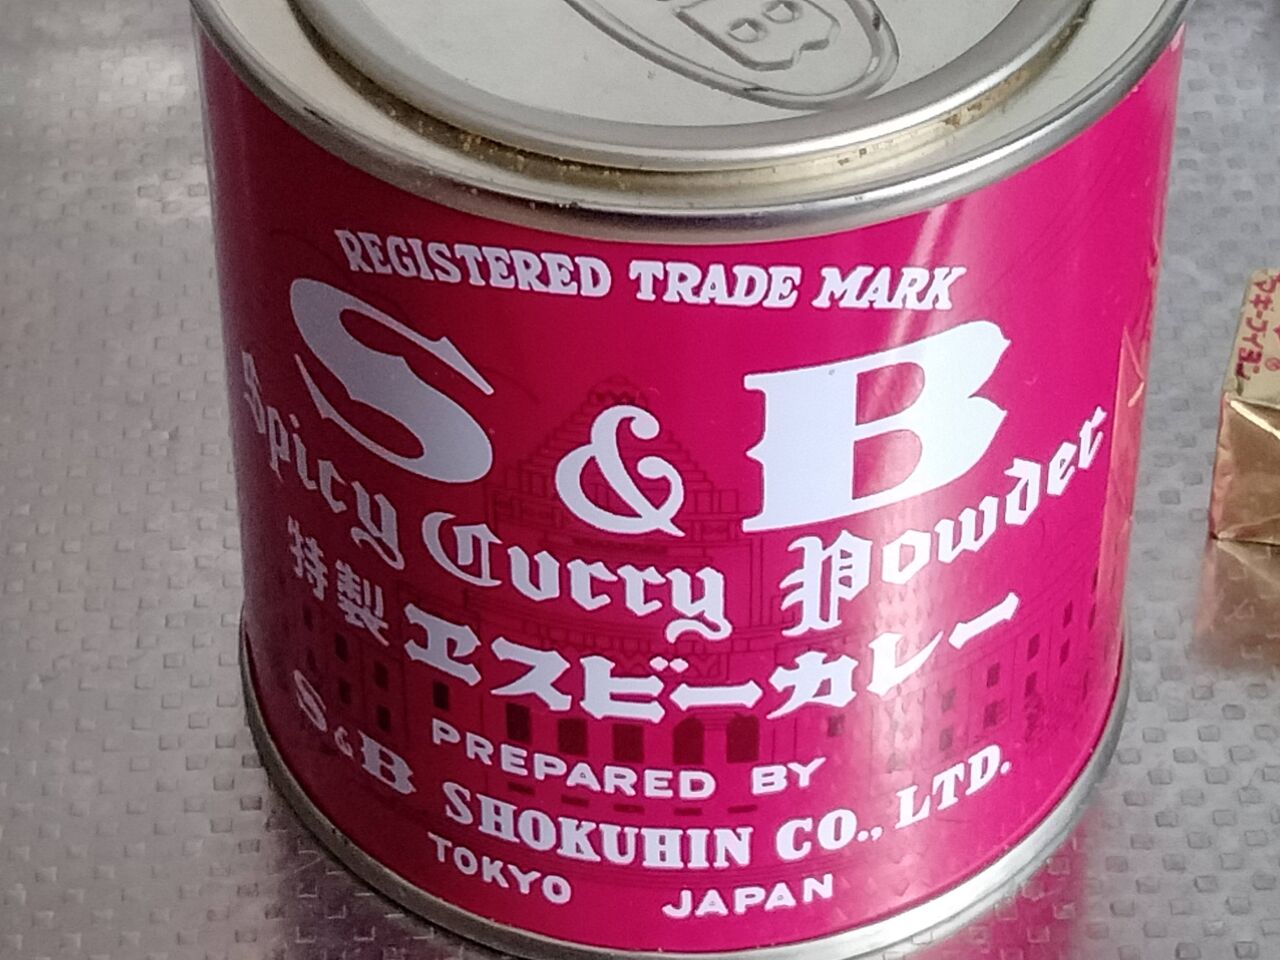 B
REGISTERED TRADE MARK
S & B
Spicy Curry Powder
特製 ヱスビーカレー
PREPARED BY
S & B SHOKUHIN CO., LTD.
TOKYO JAPAN